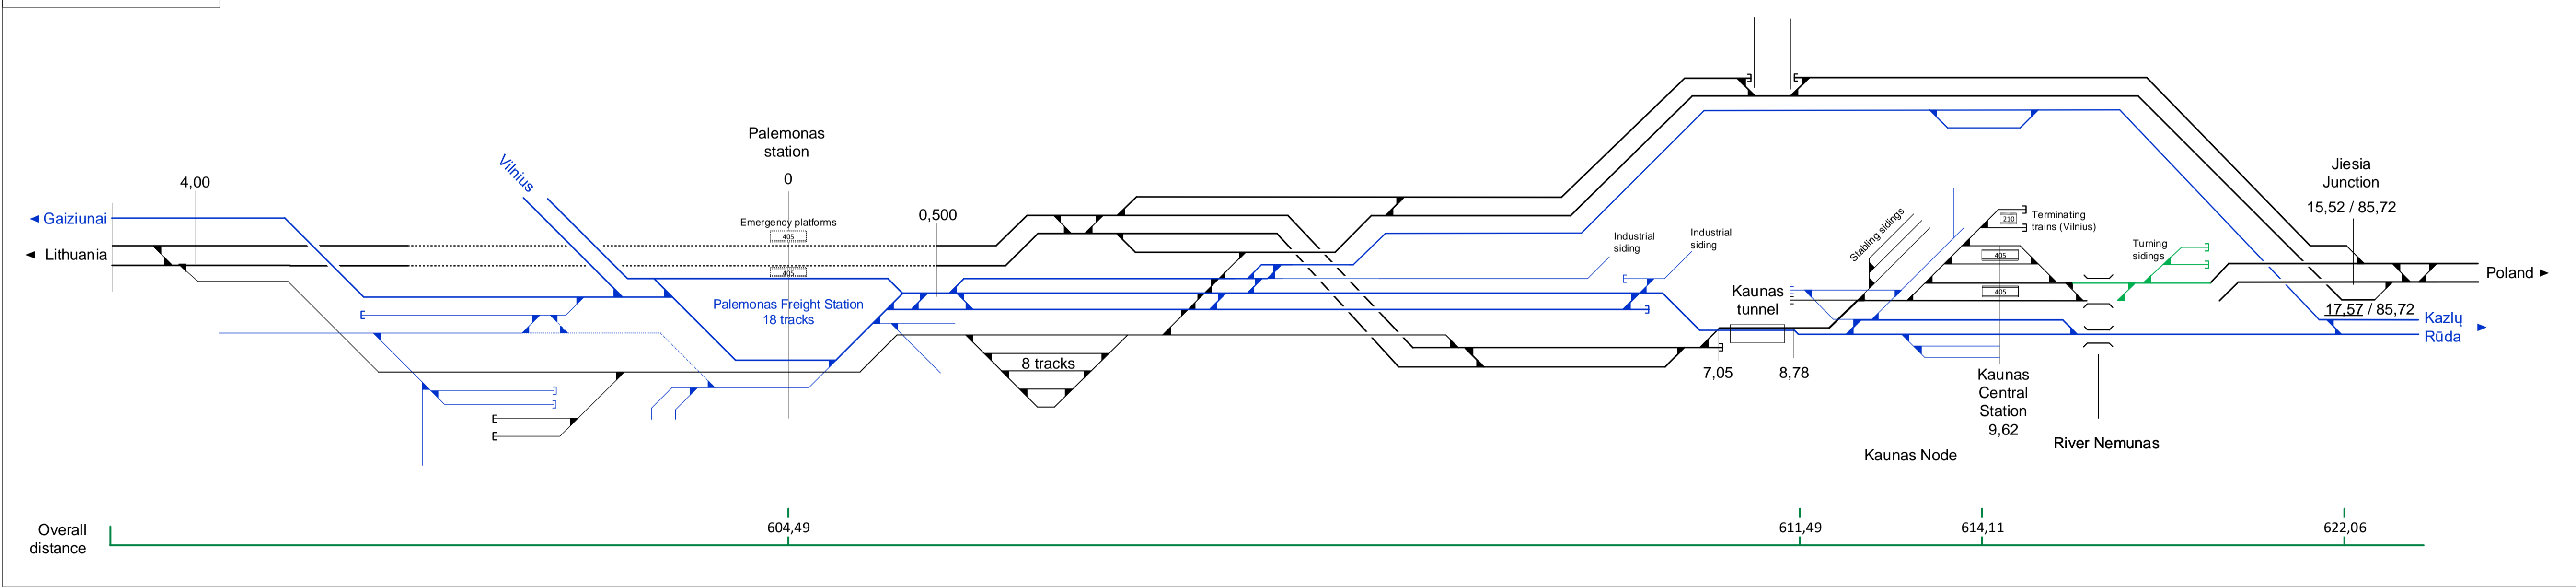 Palemonas
station
0
4,00
Vilnius
Gaiziunai
Lithuania
Emergency platforms
405
405
0,500
Palemonas Freight Station
18 tracks
8 tracks
Industrial
siding
Industrial
siding
Kaunas
tunnel
7,05
8,78
Stabling sidings
210
Terminating
trains (Vilnius)
405
405
Turning
sidings
Kaunas
Central
Station
9,62
Kaunas Node
River Nemunas
Jiesia
Junction
15,52 / 85,72
Poland
17,57 / 85,72
Kazlų
Rūda
Overall
distance
604,49
611,49
614,11
622,06